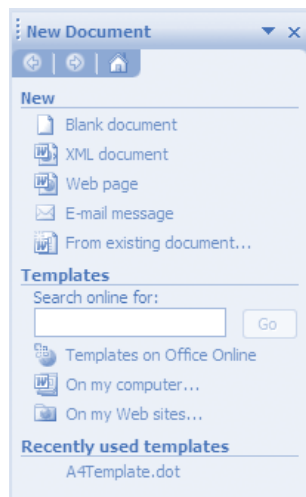 New Document
New
Blank document
XML document
Web page
E-mail message
From existing document...
Templates
Search online for:
Go
Templates on Office Online
On my computer...
On my Web sites...
Recently used templates
A4Template.dot